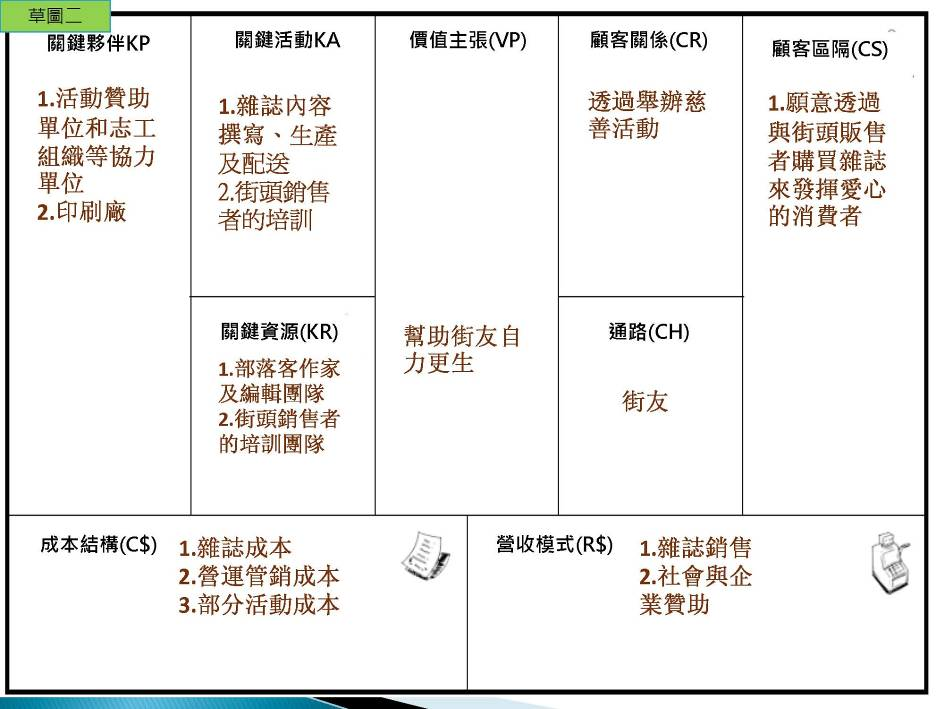 草圖二
關鍵夥伴KP
1.活動贊助
單位和志工
組織等協力
單位
2.印刷廠
關鍵活動KA
1.雜誌內容
撰寫、生產
及配送
2.街頭銷售
者的培訓
關鍵資源(KR)
1.部落客作家
及編輯團隊
2.街頭銷售者
的培訓團隊
價值主張(VP)
幫助街友自
力更生
顧客關係(CR)
透過舉辦慈
善活動
通路(CH)
街友
顧客區隔(CS)
1.願意透過
與街頭販售
者購買雜誌
來發揮愛心
的消費者
成本結構(C$)
1.雜誌成本
2.營運管銷成本
3.部分活動成本
營收模式(R$)
1.雜誌銷售
2.社會與企
業贊助